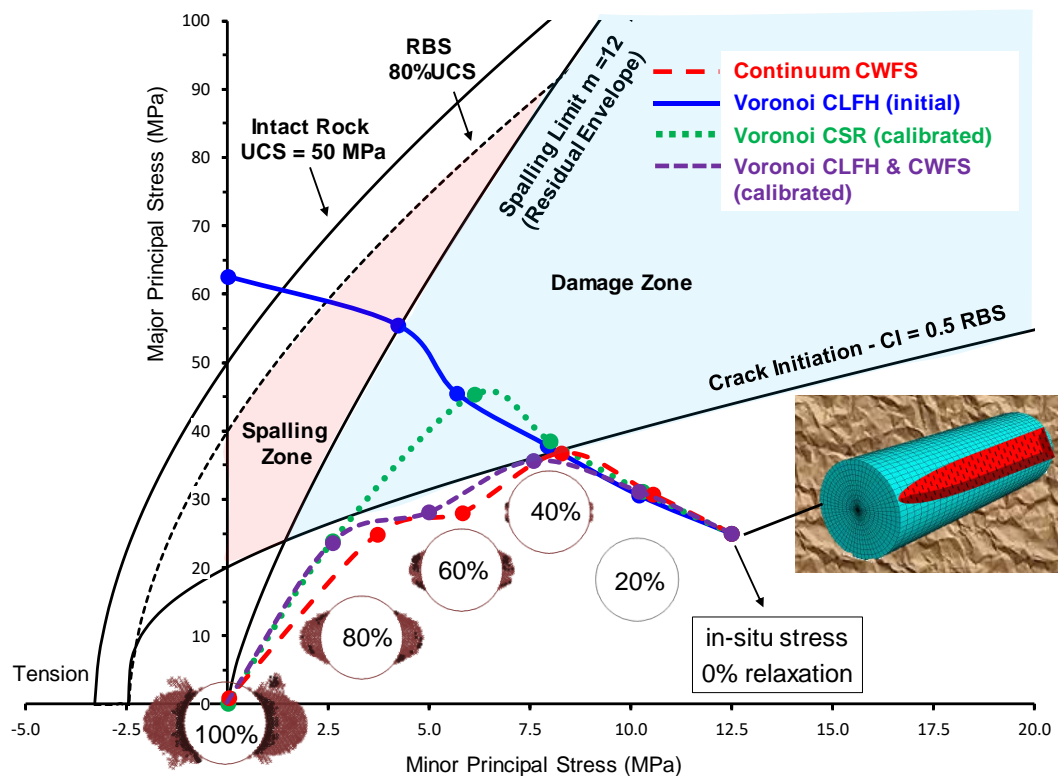 100
90
80
70
60
50
40
30
20
10
0
Major Principal Stress (MPa)
-5.0
-2.5
2.5
5.0
7.5
10.0
12.5
15.0
17.5
20.0
Minor Principal Stress (MPa)
RBS
80%UCS
Intact Rock
UCS = 50 MPa
Spalling Limit m =12
(Residual Envelope)
Continuum CWFS
Voronoi CLFH (initial)
Voronoi CSR (calibrated)
Voronoi CLFH & CWFS
(calibrated)
Damage Zone
Crack Initiation - CI = 0.5 RBS
Spalling
Zone
40%
60%
20%
80%
100%
in-situ stress
0% relaxation
Tension